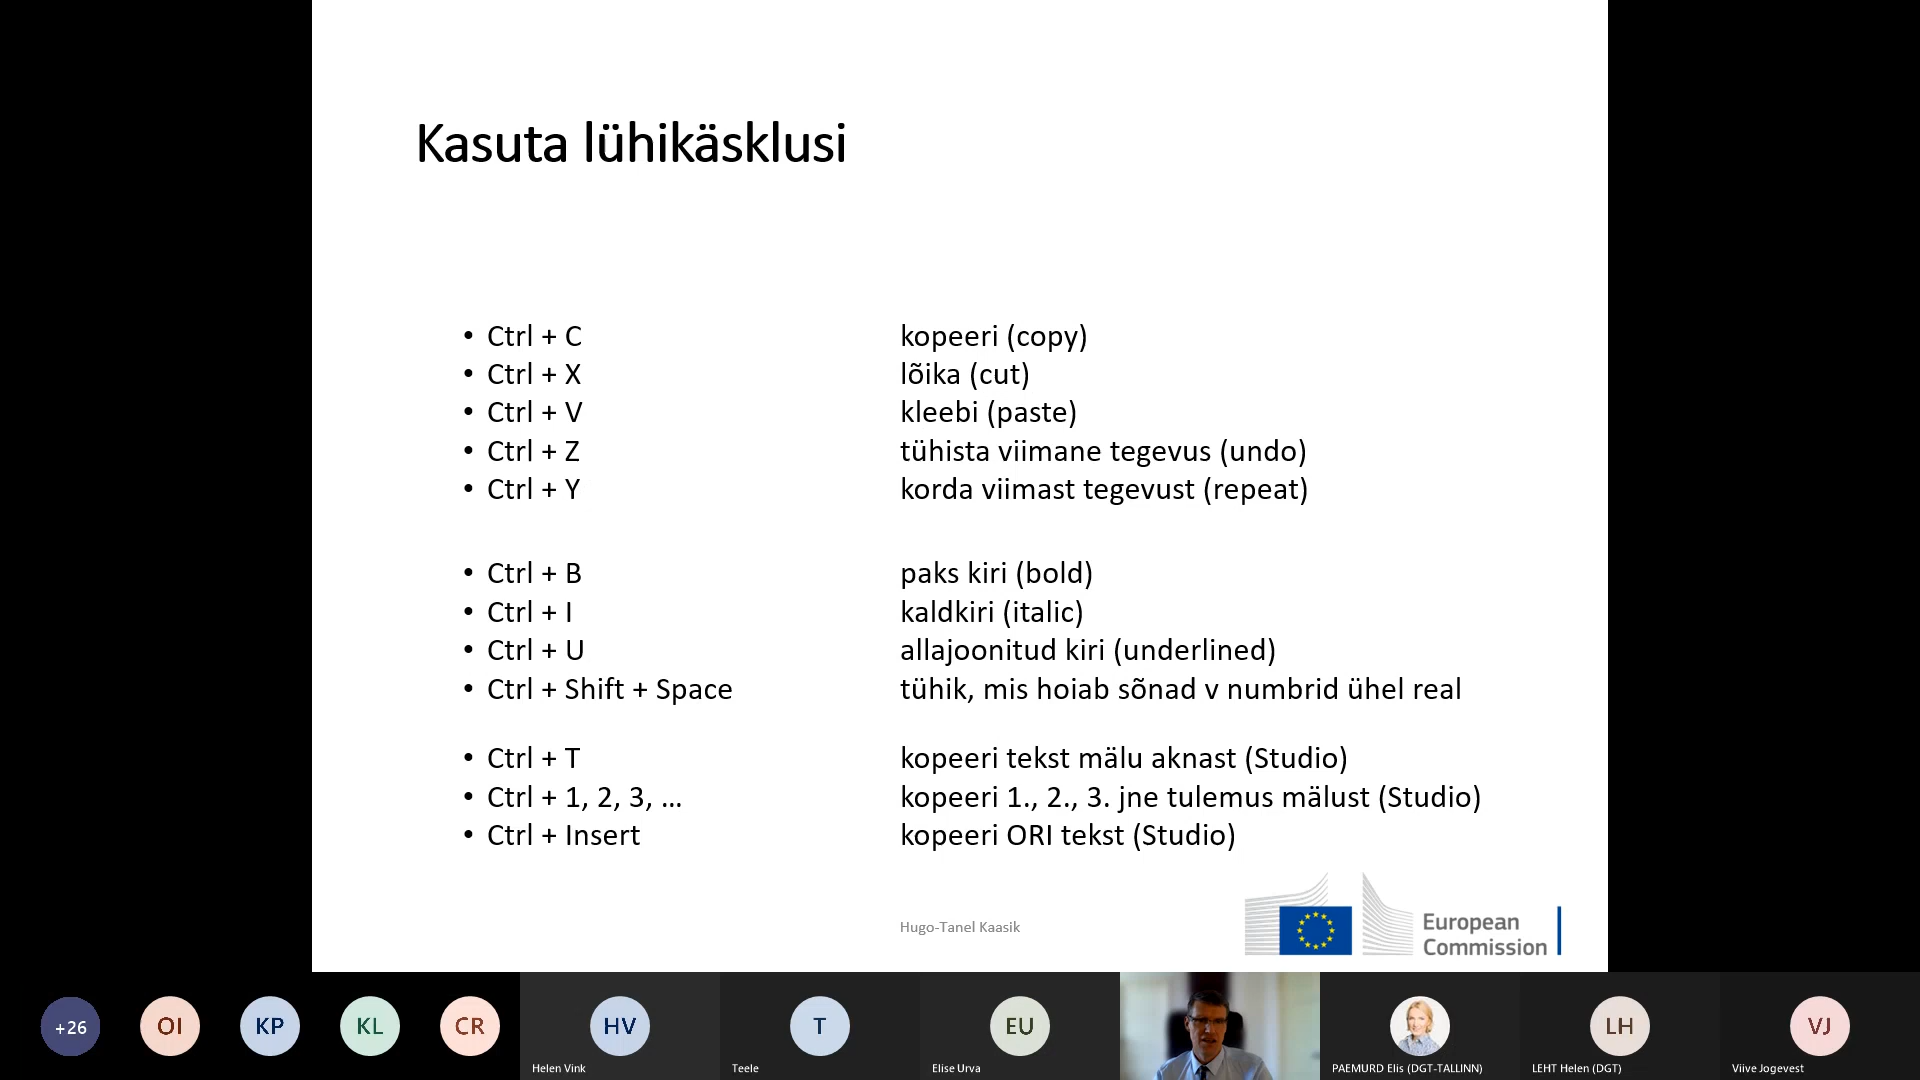 Kasuta lühikäsklusi
• Ctrl + C kopeeri (copy)
• Ctrl + X lõika (cut)
• Ctrl + V kleebi (paste)
• Ctrl + Z tühista viimane tegevus (undo)
• Ctrl + Y korda viimast tegevust (repeat)
• Ctrl + B paks kiri (bold)
• Ctrl + I kaldkiri (italic)
• Ctrl + U allajoonitud kiri (underlined)
• Ctrl + Shift + Space tühik, mis hoiab sõnad v numbrid ühel real
• Ctrl + T kopeeri tekst mälu aknast (Studio)
• Ctrl + 1, 2, 3, ... kopeeri 1., 2., 3. jne tulemus mälust (Studio)
• Ctrl + Insert kopeeri ORI tekst (Studio)
Hugo-Tanel Kaasik
European
Commission
+26 OI KP KL CR HV T EU LH VJ
Helen Vink Teele Elise Urva PAEMURD Elis (DGT-TALLINN) LEHT Helen (DGT) Viive Jogevest